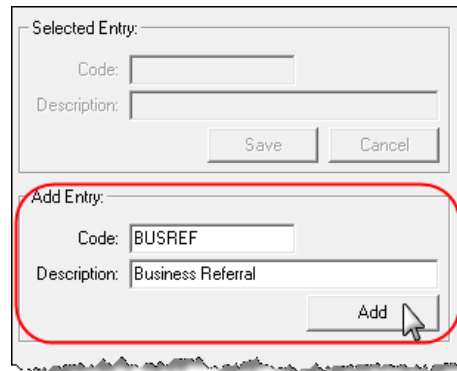 Selected Entry:
Code:
Description:
Save Cancel
Add Entry:
Code: BUSREF
Description: Business Referral
Add